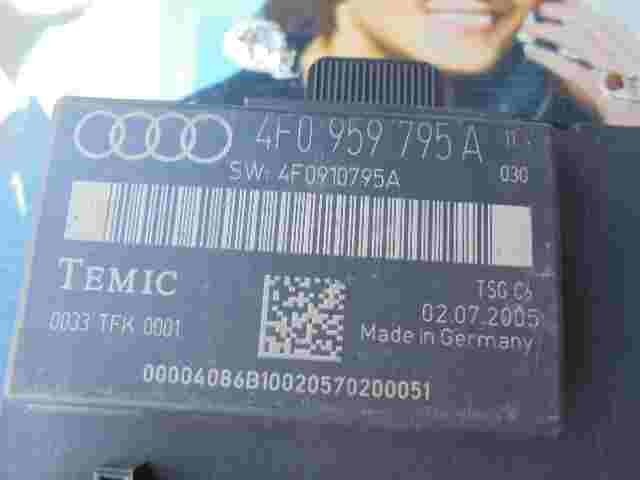 4F0 959 795 A
SW: 4F0910795A 030
TEMIC
TSG C6
02.07.2005
0033 TFK 0001
Made in Germany
00004086B10020570200051